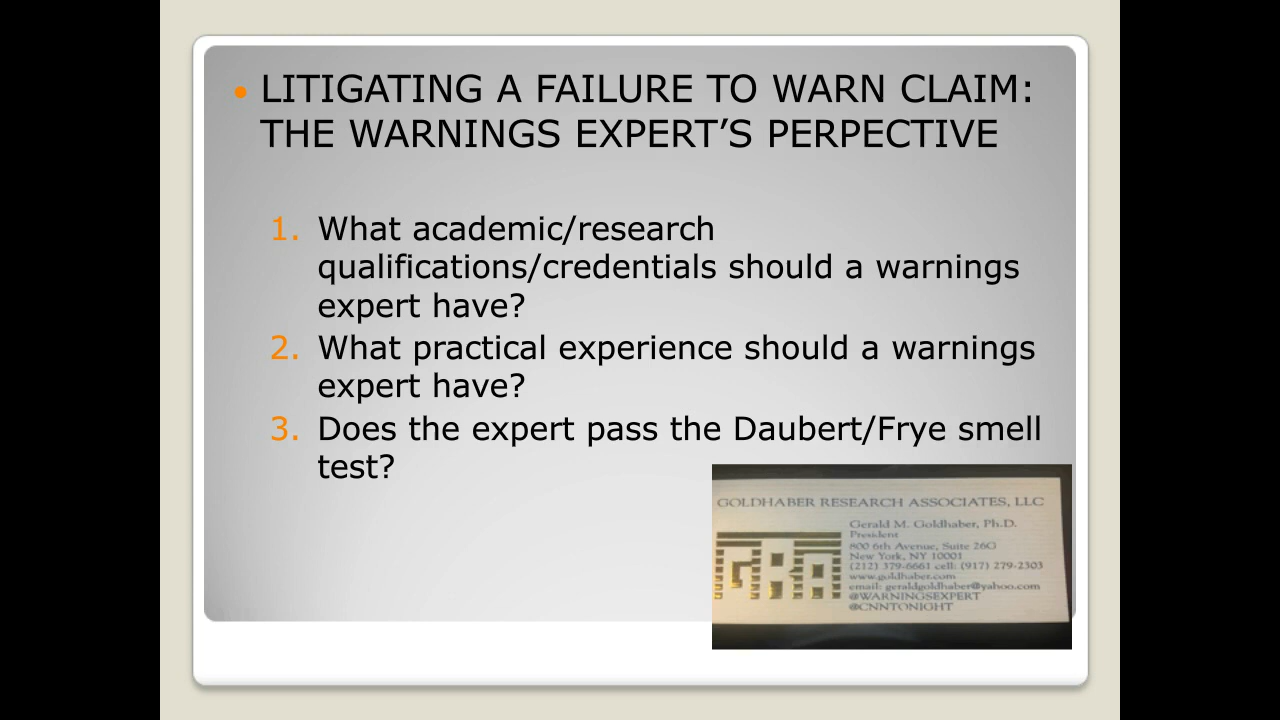 LITIGATING A FAILURE TO WARN CLAIM:
THE WARNINGS EXPERT’S PERPECTIVE
1. What academic/research
qualifications/credentials should a warnings
expert have?
2. What practical experience should a warnings
expert have?
3. Does the expert pass the Daubert/Frye smell
test?
GOLDHABER RESEARCH ASSOCIATES, LLC
GRA
Gerald M. Goldhaber, Ph.D.
President
800 6th Avenue, Suite 26G
New York, NY 10001
(212) 379-6661 cell: (917) 279-2303
www.goldhaber.com
email: geraldgoldhaber@yahoo.com
@WARNINGSEXPERT
@CNNTONIGHT